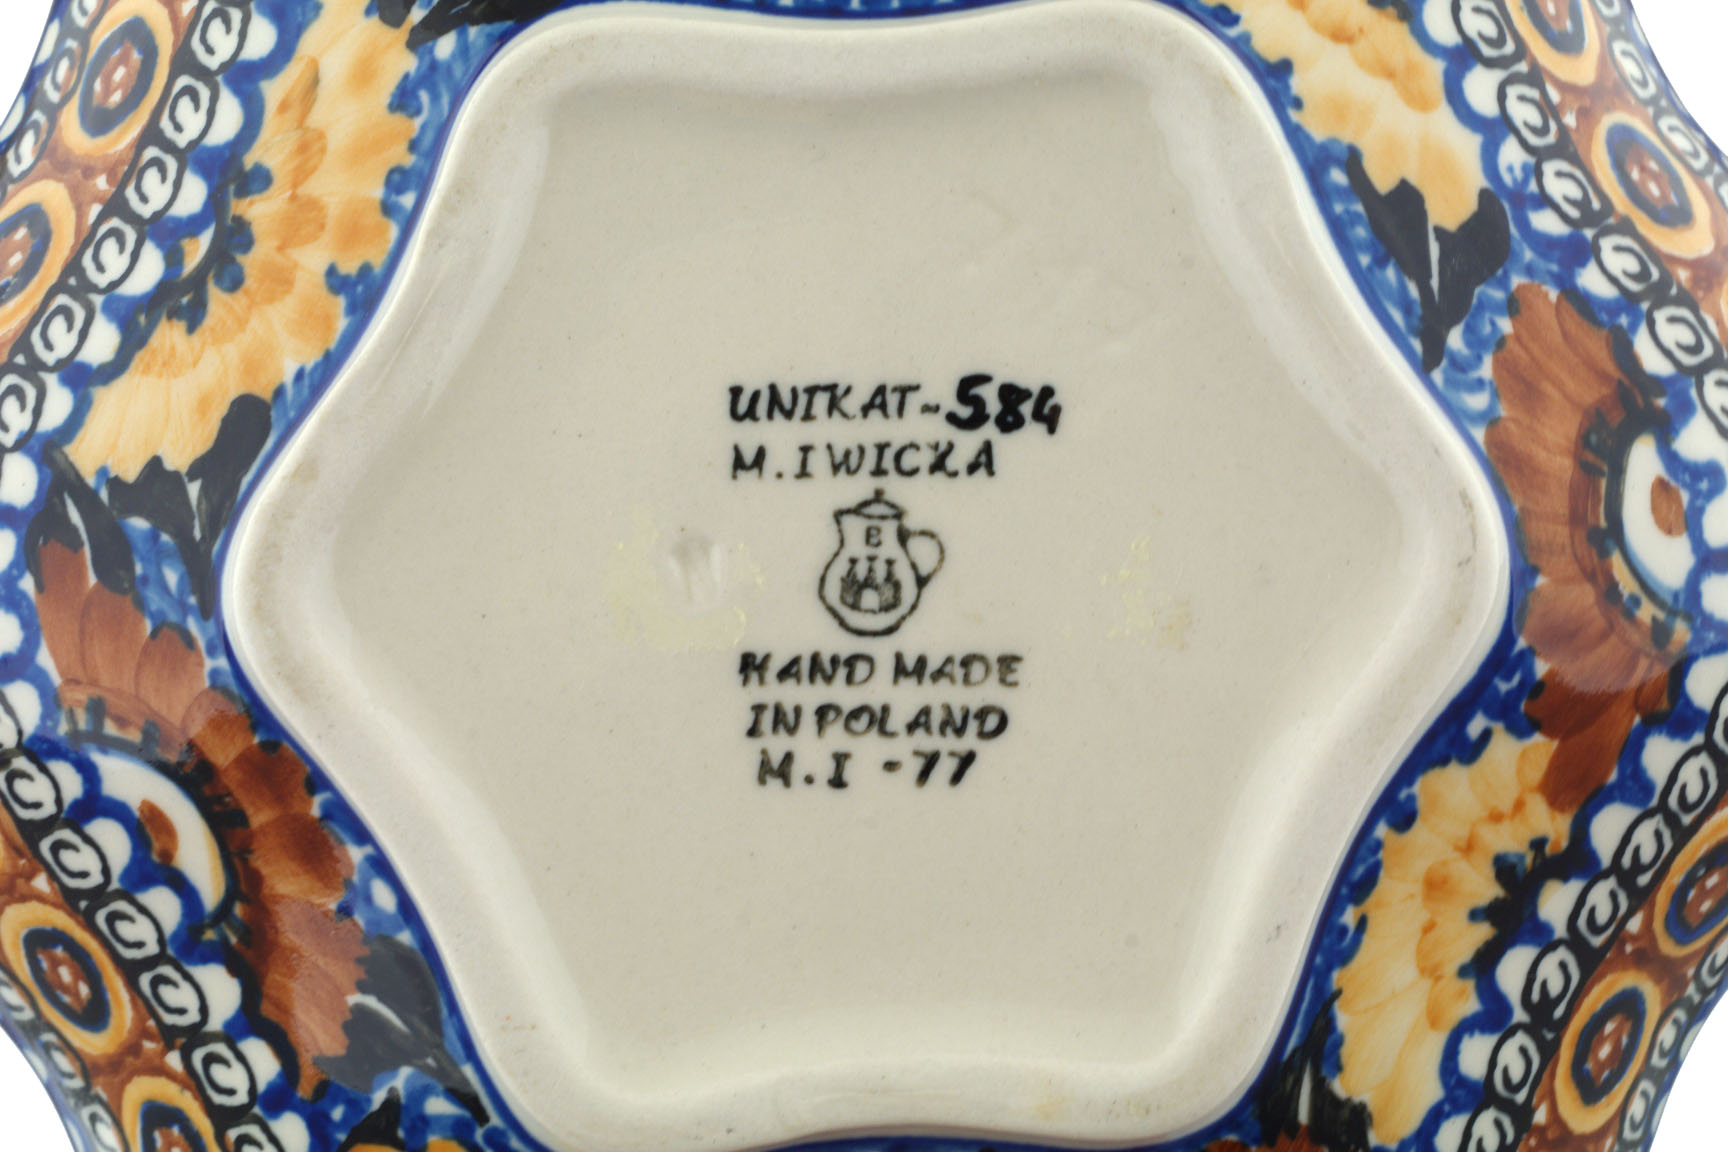 UNIKAT-584
M. IWICKA
B
HAND MADE
IN POLAND
M.I -77